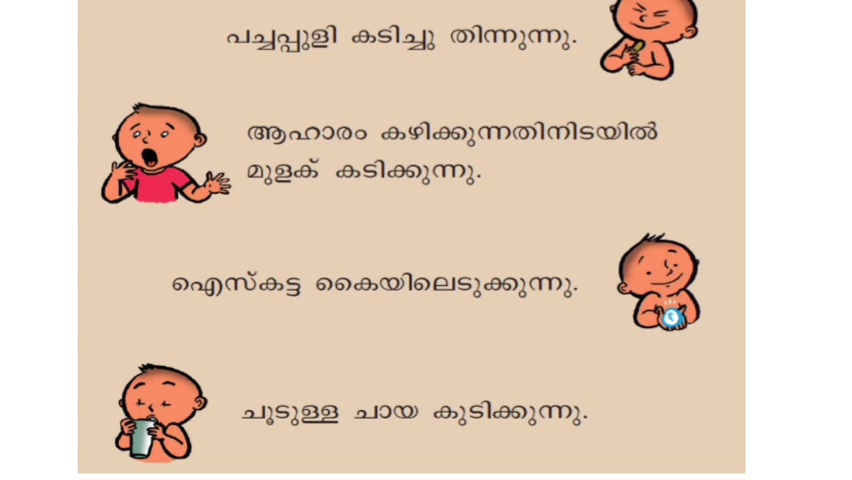 പച്ചപ്പുളി കടിച്ചു തിന്നുന്നു.
ആഹാരം കഴിക്കുന്നതിനിടയിൽ
മുളക് കടിക്കുന്നു.
ഐസ്കട്ട കൈയിലെടുക്കുന്നു.
ചൂടുള്ള ചായ കുടിക്കുന്നു.